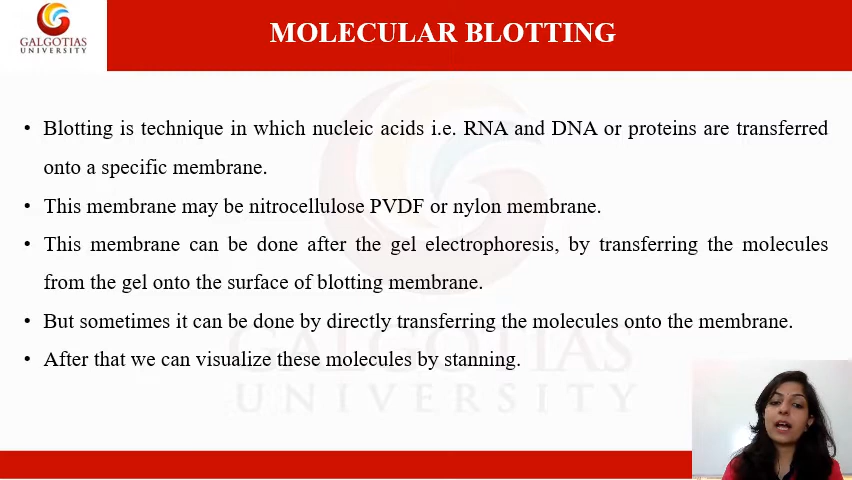 GALGOTIAS
UNIVERSITY
MOLECULAR BLOTTING
• Blotting is technique in which nucleic acids i.e. RNA and DNA or proteins are transferred
onto a specific membrane.
• This membrane may be nitrocellulose PVDF or nylon membrane.
• This membrane can be done after the gel electrophoresis, by transferring the molecules
from the gel onto the surface of blotting membrane.
• But sometimes it can be done by directly transferring the molecules onto the membrane.
• After that we can visualize these molecules by stanning.
GALGOTIAS
UNIVERSITY